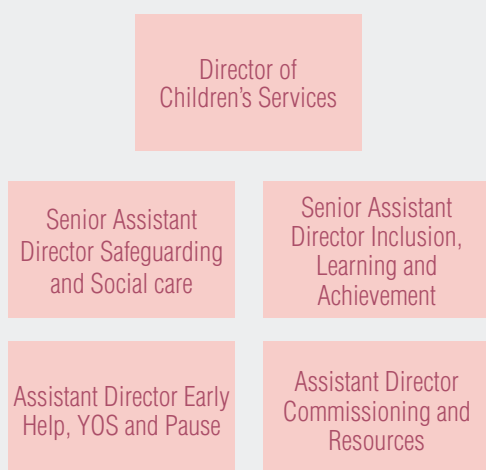 Director of
Children’s Services
Senior Assistant
Director Safeguarding
and Social care
Senior Assistant
Director Inclusion,
Learning and
Achievement
Assistant Director Early
Help, YOS and Pause
Assistant Director
Commissioning and
Resources